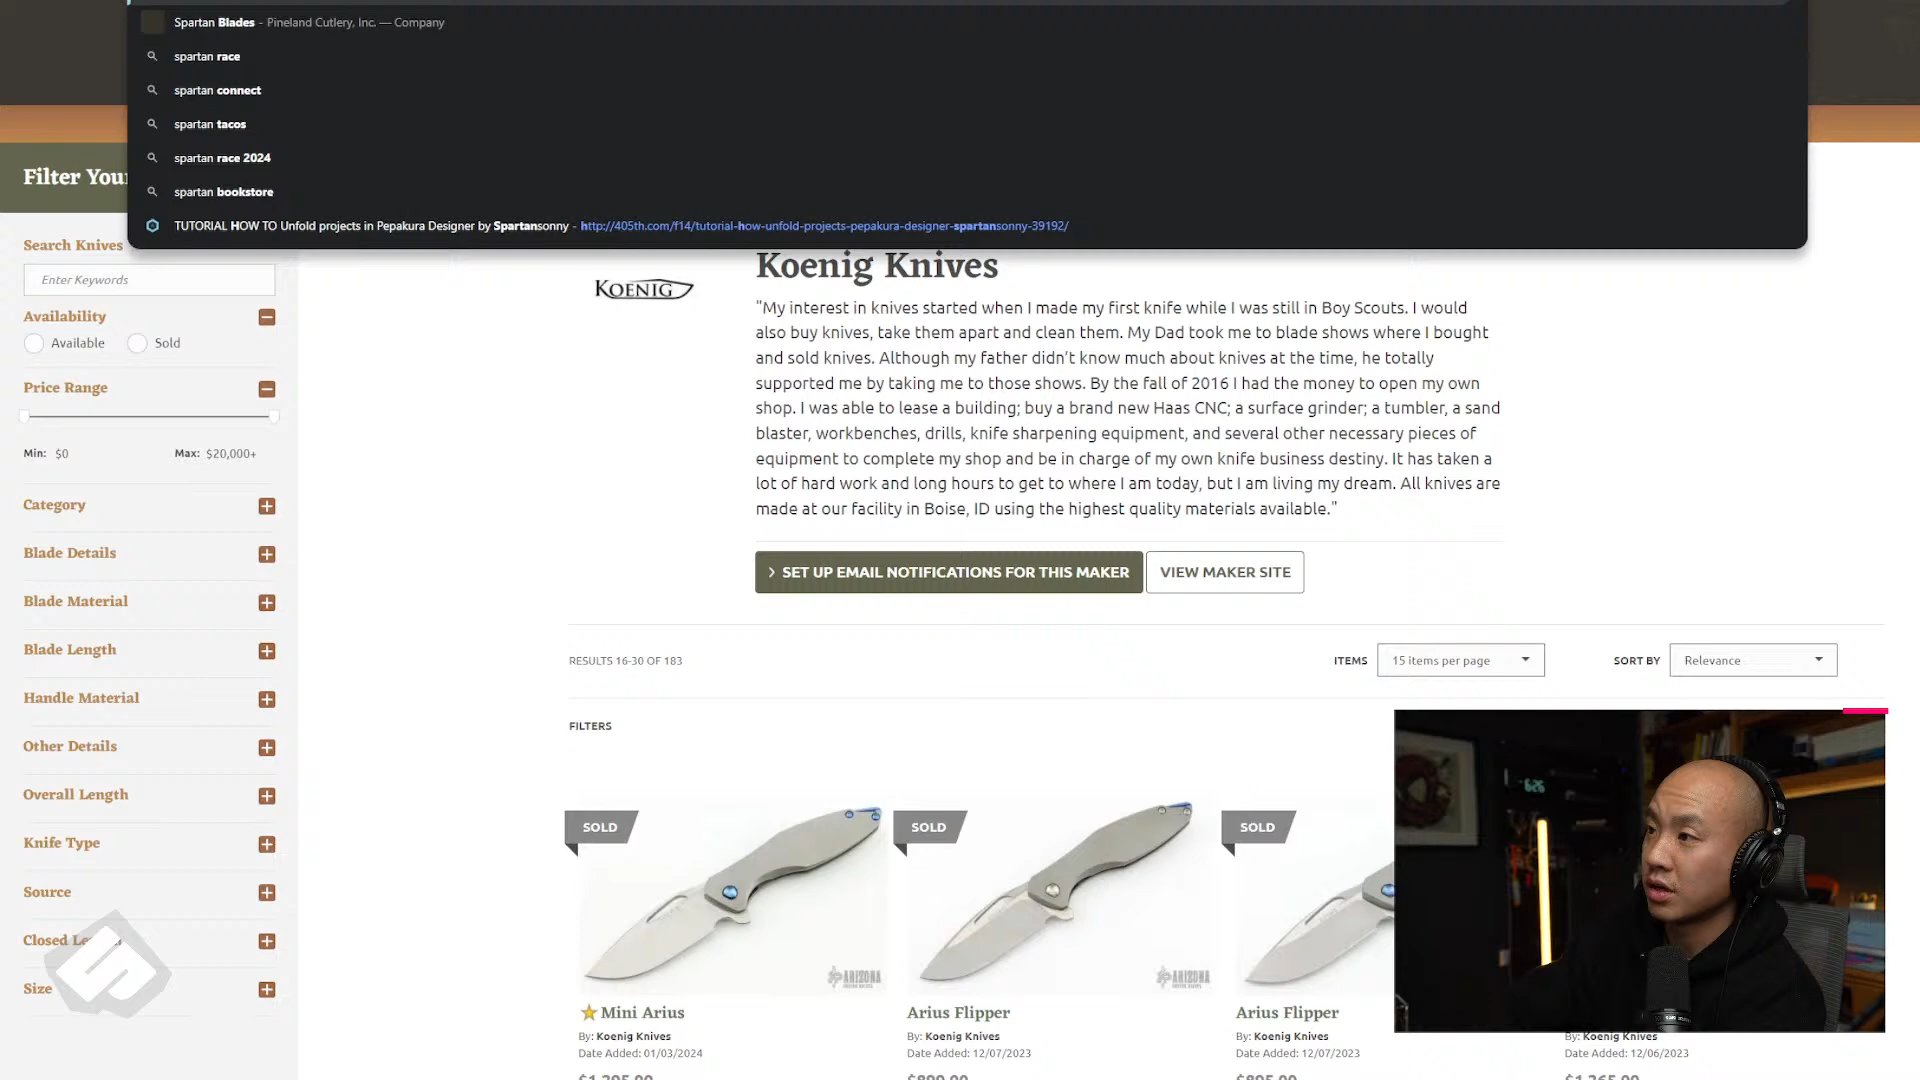 Spartan Blades - Pineland Cutlery, Inc. — Company
spartan race
spartan connect
spartan tacos
spartan race 2024
spartan bookstore
TUTORIAL HOW TO Unfold projects in Pepakura Designer by Spartansonny - http://405th.com/f14/tutorial-how-unfold-projects-pepakura-designer-spartansonny-39192/
Filter Your
Search Knives
Enter Keywords
Availability
Available
Sold
Price Range
Min: $0
Max: $20,000+
Category
Blade Details
Blade Material
Blade Length
Handle Material
Other Details
Overall Length
Knife Type
Source
Closed
Size
KOENIG
Koenig Knives
"My interest in knives started when I made my first knife while I was still in Boy Scouts. I would
also buy knives, take them apart and clean them. My Dad took me to blade shows where I bought
and sold knives. Although my father didn't know much about knives at the time, he totally
supported me by taking me to those shows. By the fall of 2016 I had the money to open my own
shop. I was able to lease a building; buy a brand new Haas CNC; a surface grinder; a tumbler, a sand
blaster, workbenches, drills, knife sharpening equipment, and several other necessary pieces of
equipment to complete my shop and be in charge of my own knife business destiny. It has taken a
lot of hard work and long hours to get to where I am today, but I am living my dream. All knives are
made at our facility in Boise, ID using the highest quality materials available."
> SET UP EMAIL NOTIFICATIONS FOR THIS MAKER
VIEW MAKER SITE
RESULTS 16-30 OF 183
ITEMS
15 items per page
SORT BY
Relevance
FILTERS
SOLD
SOLD
SOLD
ARIZONA
ARIZONA
Mini Arius
By: Koenig Knives
Date Added: 01/03/2024
$1,295.00
Arius Flipper
By: Koenig Knives
Date Added: 12/07/2023
$899.00
Arius Flipper
By: Koenig Knives
Date Added: 12/07/2023
$895.00
By: Koenig Knives
Date Added: 12/06/2023
$1,265.00